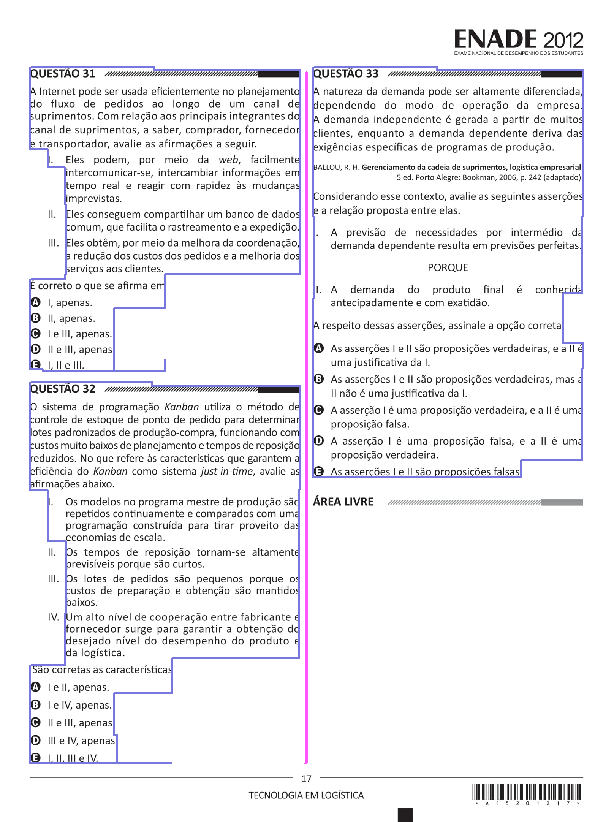 ENADE 2012
EXAME NACIONAL DE DESEMPENHO DOS ESTUDANTES
QUESTÃO 31
A Internet pode ser usada eficientemente no planejamento
do fluxo de pedidos ao longo de um canal de
suprimentos. Com relação aos principais integrantes do
canal de suprimentos, a saber, comprador, fornecedor
e transportador, avalie as afirmações a seguir.
I. Eles podem, por meio da web, facilmente
intercomunicar-se, intercambiar informações em
tempo real e reagir com rapidez às mudanças
imprevistas.
II. Eles conseguem compartilhar um banco de dados
comum, que facilita o rastreamento e a expedição.
III. Eles obtêm, por meio da melhora da coordenação,
a redução dos custos dos pedidos e a melhoria dos
serviços aos clientes.
É correto o que se afirma em
A I, apenas.
B II, apenas.
C I e III, apenas.
D II e III, apenas
E I, II e III.
QUESTÃO 32
O sistema de programação Kanban utiliza o método de
controle de estoque de ponto de pedido para determinar
lotes padronizados de produção-compra, funcionando com
custos muito baixos de planejamento e tempos de reposição
reduzidos. No que refere às características que garantem a
eficiência do Kanban como sistema just in time, avalie as
afirmações abaixo.
I. Os modelos no programa mestre de produção são
repetidos continuamente e comparados com uma
programação construída para tirar proveito das
economias de escala.
II. Os tempos de reposição tornam-se altamente
previsíveis porque são curtos.
III. Os lotes de pedidos são pequenos porque os
custos de preparação e obtenção são mantidos
baixos.
IV. Um alto nível de cooperação entre fabricante e
fornecedor surge para garantir a obtenção do
desejado nível do desempenho do produto e
da logística.
São corretas as características
A I e II, apenas.
B I e IV, apenas.
C II e III, apenas
D III e IV, apenas
E I, II, III e IV.
QUESTÃO 33
A natureza da demanda pode ser altamente diferenciada,
dependendo do modo de operação da empresa.
A demanda independente é gerada a partir de muitos
clientes, enquanto a demanda dependente deriva das
exigências específicas de programas de produção.
BALLOU, R. H. Gerenciamento da cadeia de suprimentos, logística empresarial
5 ed. Porto Alegre: Bookman, 2006, p. 242 (adaptado)
Considerando esse contexto, avalie as seguintes asserções
e a relação proposta entre elas.
I. A previsão de necessidades por intermédio da
demanda dependente resulta em previsões perfeitas.
PORQUE
II. A demanda do produto final é conhecida
antecipadamente e com exatidão.
A respeito dessas asserções, assinale a opção correta
A As asserções I e II são proposições verdadeiras, e a II é
uma justificativa da I.
B As asserções I e II são proposições verdadeiras, mas a
II não é uma justificativa da I.
C A asserção I é uma proposição verdadeira, e a II é uma
proposição falsa.
D A asserção I é uma proposição falsa, e a II é uma
proposição verdadeira.
E As asserções I e II são proposições falsas
ÁREA LIVRE
17
TECNOLOGIA EM LOGÍSTICA